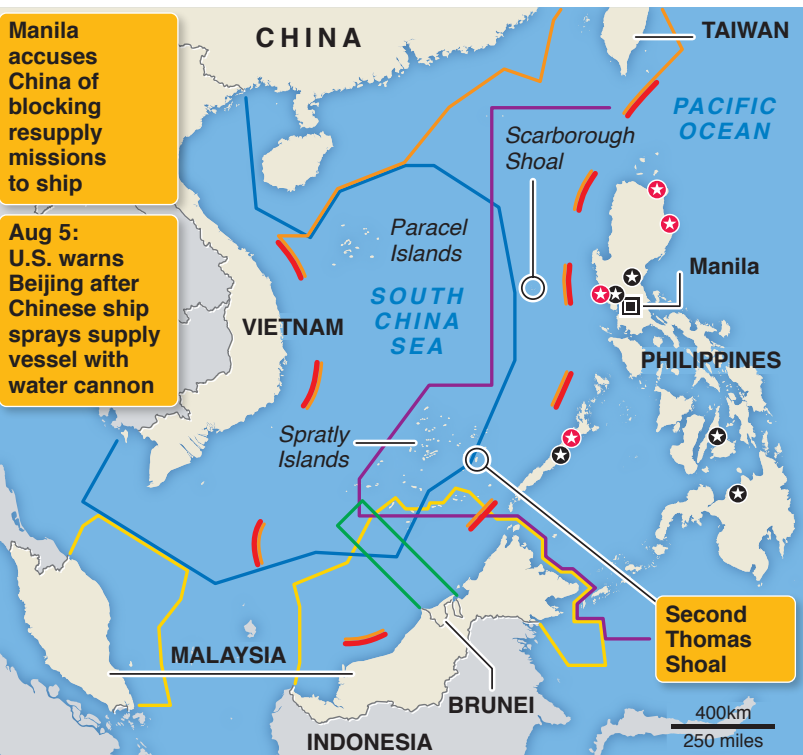 Manila
accuses
China of
blocking
resupply
missions
to ship
Aug 5:
U.S. warns
Beijing after
Chinese ship
sprays supply
vessel with
water cannon
CHINA
TAIWAN
PACIFIC
OCEAN
Scarborough
Shoal
Paracel
Islands
Manila
SOUTH
CHINA
SEA
VIETNAM
PHILIPPINES
Spratly
Islands
Second
Thomas
Shoal
MALAYSIA
BRUNEI
INDONESIA
400km
250 miles